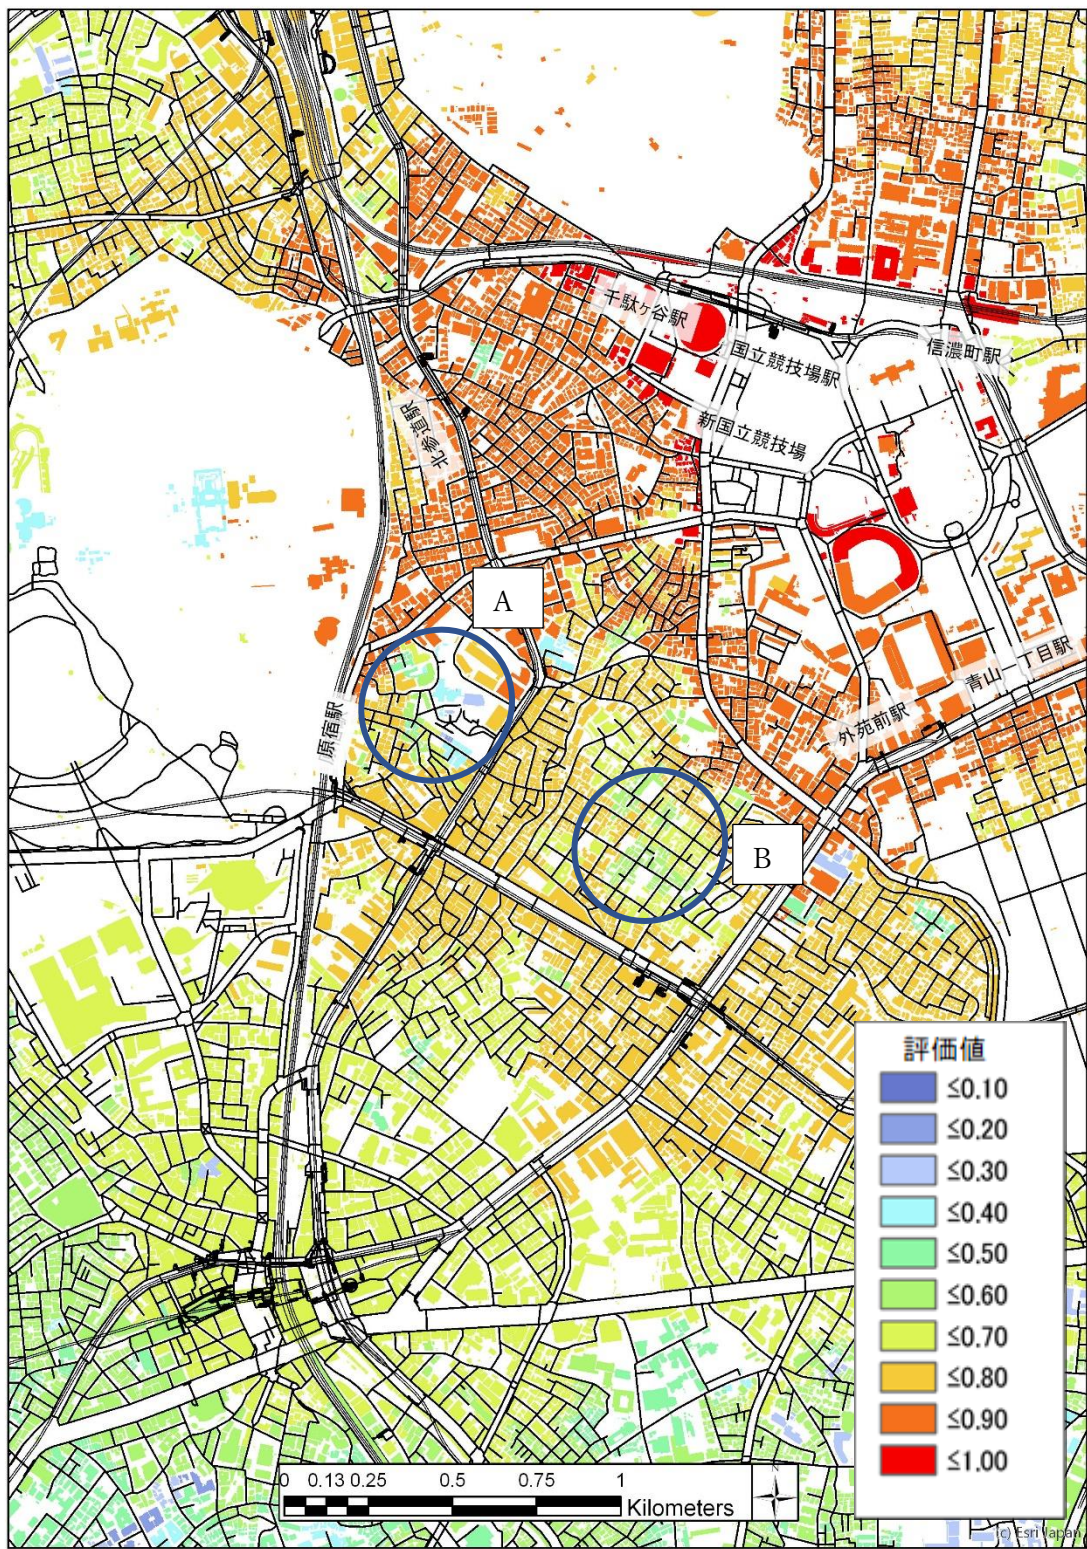 千駄ヶ谷駅
国立競技場駅
信濃町駅
北参道駅
新国立競技場
A
青山一丁目駅
原宿駅
外苑前駅
B
評価値
≤0.10
≤0.20
≤0.30
≤0.40
≤0.50
≤0.60
≤0.70
≤0.80
≤0.90
≤1.00
0 0.13 0.25 0.5 0.75 1
Kilometers
(c) Esri Japan